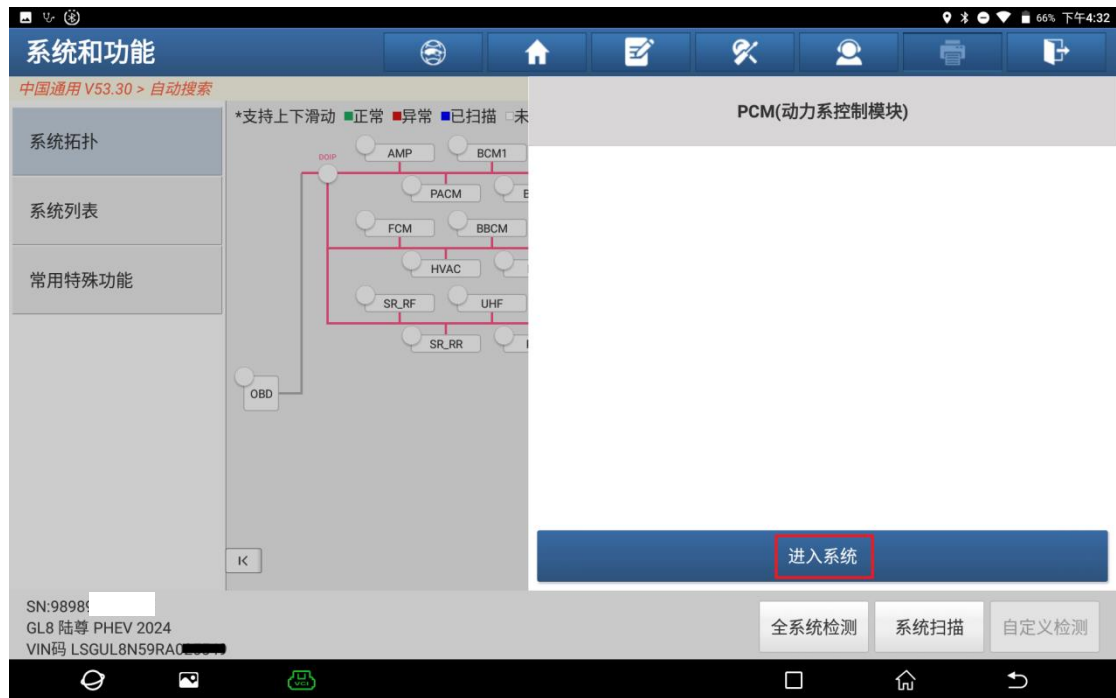 66% 下午4:32
系统和功能
中国通用 V53.30 > 自动搜索
系统拓扑
系统列表
常用特殊功能
*支持上下滑动 ■正常 ■异常 ■已扫描 □未
DOIP
AMP
BCM1
PACM
FCM
BBCM
HVAC
SR_RF
UHF
SR_RR
OBD
PCM(动力系控制模块)
进入系统
SN:9898
GL8 陆尊 PHEV 2024
VIN码 LSGUL8N59RA0
全系统检测
系统扫描
自定义检测
VCI